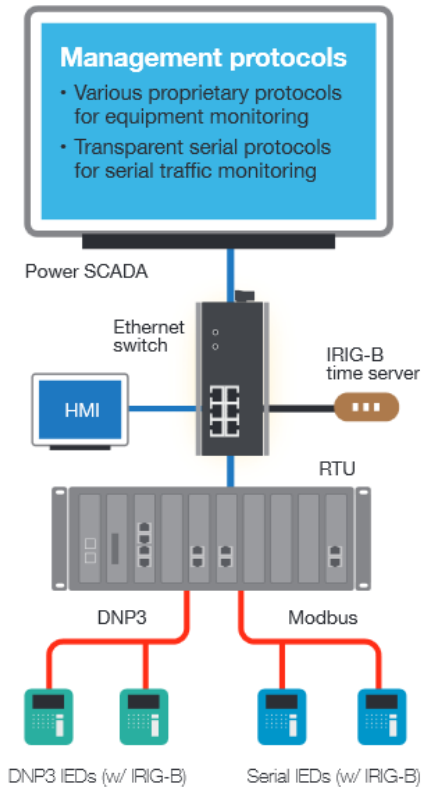 Management protocols
• Various proprietary protocols
for equipment monitoring
• Transparent serial protocols
for serial traffic monitoring
Power SCADA
Ethernet
switch
IRIG-B
time server
HMI
RTU
DNP3
Modbus
DNP3 IEDs (w/ IRIG-B)
Serial IEDs (w/ IRIG-B)